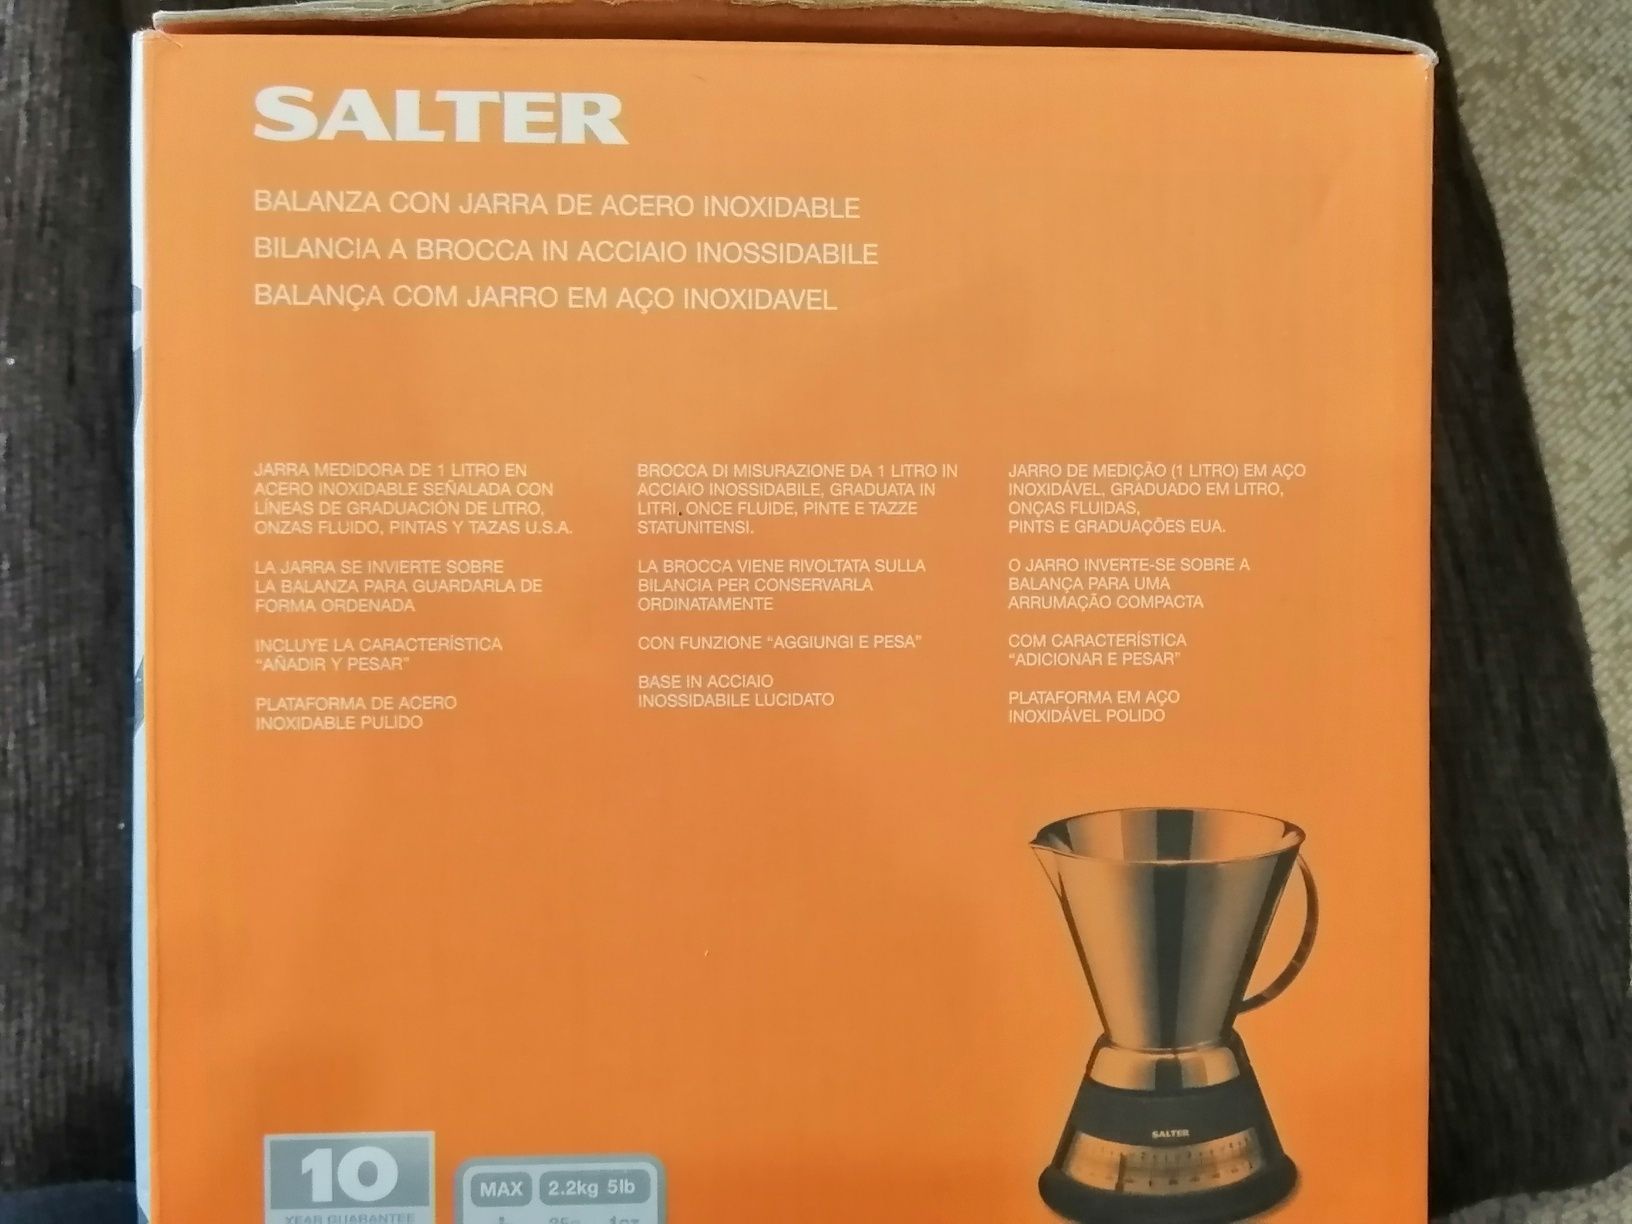 SALTER
BALANZA CON JARRA DE ACERO INOXIDABLE
BILANCIA A BROCCA IN ACCIAIO INOSSIDABILE
BALANÇA COM JARRO EM AÇO INOXIDAVEL
JARRA MEDIDORA DE 1 LITRO EN
ACERO INOXIDABLE SEÑALADA CON
LÍNEAS DE GRADUACIÓN DE LITRO,
ONZAS FLUIDO, PINTAS Y TAZAS U.S.A.
LA JARRA SE INVIERTE SOBRE
LA BALANZA PARA GUARDARLA DE
FORMA ORDENADA
INCLUYE LA CARACTERÍSTICA
“AÑADIR Y PESAR”
PLATAFORMA DE ACERO
INOXIDABLE PULIDO
BROCCA DI MISURAZIONE DA 1 LITRO IN
ACCIAIO INOSSIDABILE, GRADUATA IN
LITRI, ONCE FLUIDE, PINTE E TAZZE
STATUNITENSI.
LA BROCCA VIENE RIVOLTATA SULLA
BILANCIA PER CONSERVARLA
ORDINATAMENTE
CON FUNZIONE “AGGIUNGI E PESA”
BASE IN ACCIAIO
INOSSIDABILE LUCIDATO
JARRO DE MEDIÇÃO (1 LITRO) EM AÇO
INOXIDÁVEL, GRADUADO EM LITRO,
ONÇAS FLUIDAS,
PINTS E GRADUAÇÕES EUA.
O JARRO INVERTE-SE SOBRE A
BALANÇA PARA UMA
ARRUMAÇÃO COMPACTA
COM CARACTERÍSTICA
“ADICIONAR E PESAR”
PLATAFORMA EM AÇO
INOXIDÁVEL POLIDO
SALTER
10
YEAR GUARANTEE
MAX 2.2kg 5lb